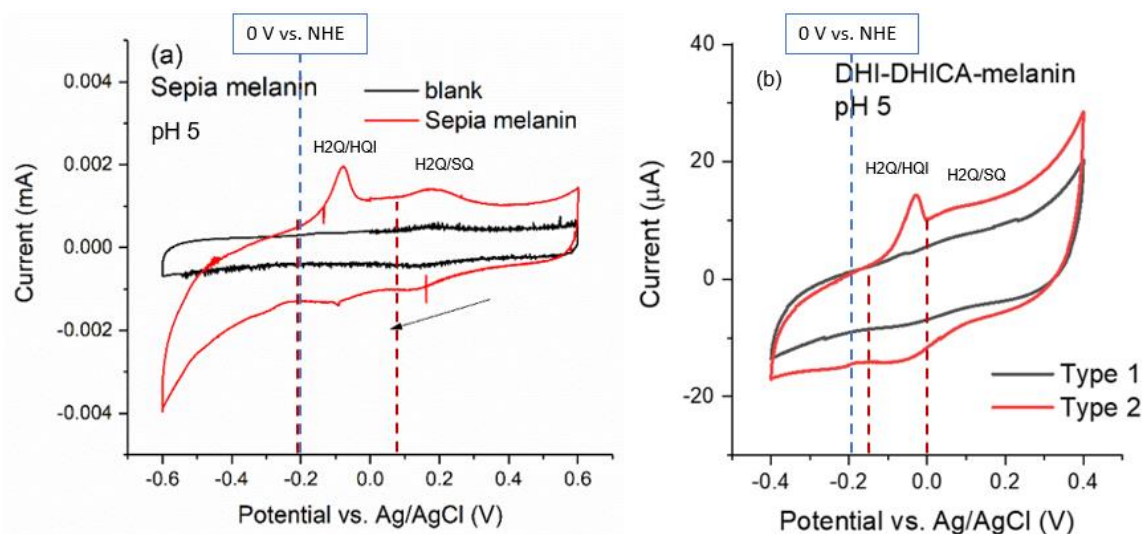 0 V vs. NHE
(a)
Sepia melanin
pH 5
blank
Sepia melanin
H2Q/HQI
H2Q/SQ
0.004
0.002
0.000
-0.002
-0.004
Current (mA)
-0.6 -0.4 -0.2 0.0 0.2 0.4 0.6
Potential vs. Ag/AgCl (V)
0 V vs. NHE
(b)
DHI-DHICA-melanin
pH 5
H2Q/HQI
H2Q/SQ
40
20
0
-20
Current (µA)
Type 1
Type 2
-0.4 -0.2 0.0 0.2 0.4
Potential vs. Ag/AgCl (V)